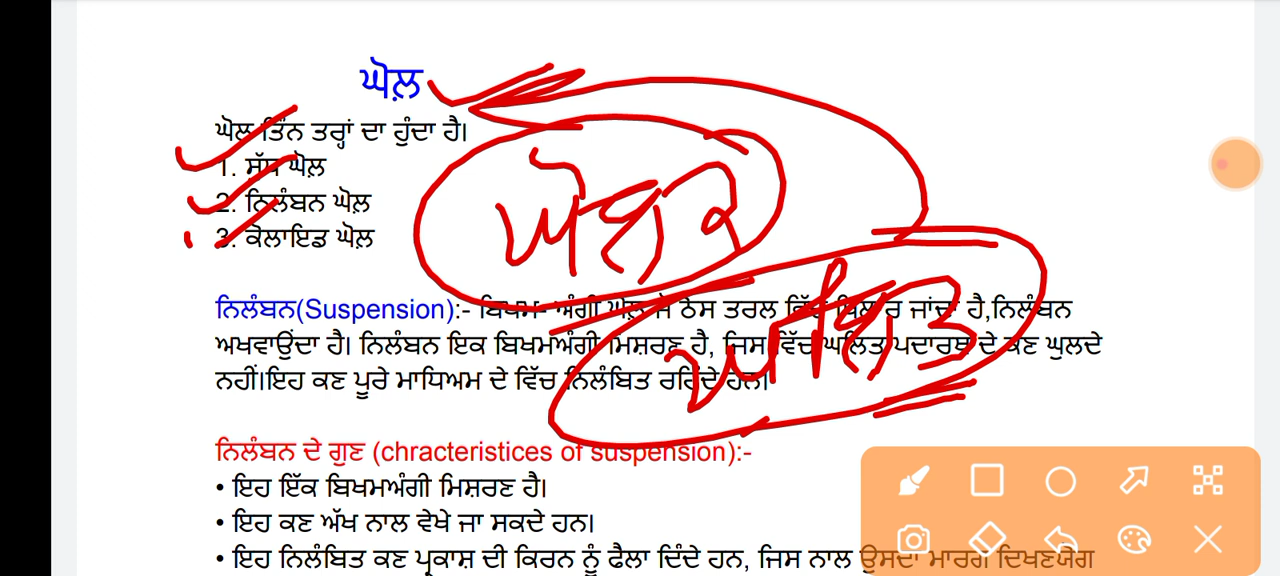 ਘੋਲ਼
ਘੋਲ਼ ਤਿੰਨ ਤਰ੍ਹਾਂ ਦਾ ਹੁੰਦਾ ਹੈ।
1. ਸ਼ੁੱਧ ਘੋਲ਼
2. ਨਿਲੰਬਨ ਘੋਲ਼
3. ਕੋਲਾਇਡ ਘੋਲ਼
ਘੋਲਕ
ਘੁਲਿਤ
ਨਿਲੰਬਨ(Suspension):- ਬਿਖਮ- ਅੰਗੀ ਘੋਲ਼ ਜੋ ਠੋਸ ਤਰਲ ਵਿੱਚ ਖਿਲਰ ਜਾਂਦਾ ਹੈ,ਨਿਲੰਬਨ
ਅਖਵਾਉਂਦਾ ਹੈ। ਨਿਲੰਬਨ ਇਕ ਬਿਖਮਅੰਗੀ ਮਿਸ਼ਰਣ ਹੈ, ਜਿਸ ਵਿੱਚ ਘੁਲਿਤ ਪਦਾਰਥ ਦੇ ਕਣ ਘੁਲਦੇ
ਨਹੀਂ।ਇਹ ਕਣ ਪੂਰੇ ਮਾਧਿਅਮ ਦੇ ਵਿੱਚ ਨਿਲੰਬਿਤ ਰਹਿੰਦੇ ਹਨ।
ਨਿਲੰਬਨ ਦੇ ਗੁਣ (chracteristices of suspension):-
• ਇਹ ਇੱਕ ਬਿਖਮਅੰਗੀ ਮਿਸ਼ਰਣ ਹੈ।
• ਇਹ ਕਣ ਅੱਖ ਨਾਲ ਵੇਖੇ ਜਾ ਸਕਦੇ ਹਨ।
• ਇਹ ਨਿਲੰਬਿਤ ਕਣ ਪ੍ਰਕਾਸ਼ ਦੀ ਕਿਰਨ ਨੂੰ ਫੈਲਾ ਦਿੰਦੇ ਹਨ, ਜਿਸ ਨਾਲ ਉਸਦਾ ਮਾਰਗ ਦਿਖਣਯੋਗ